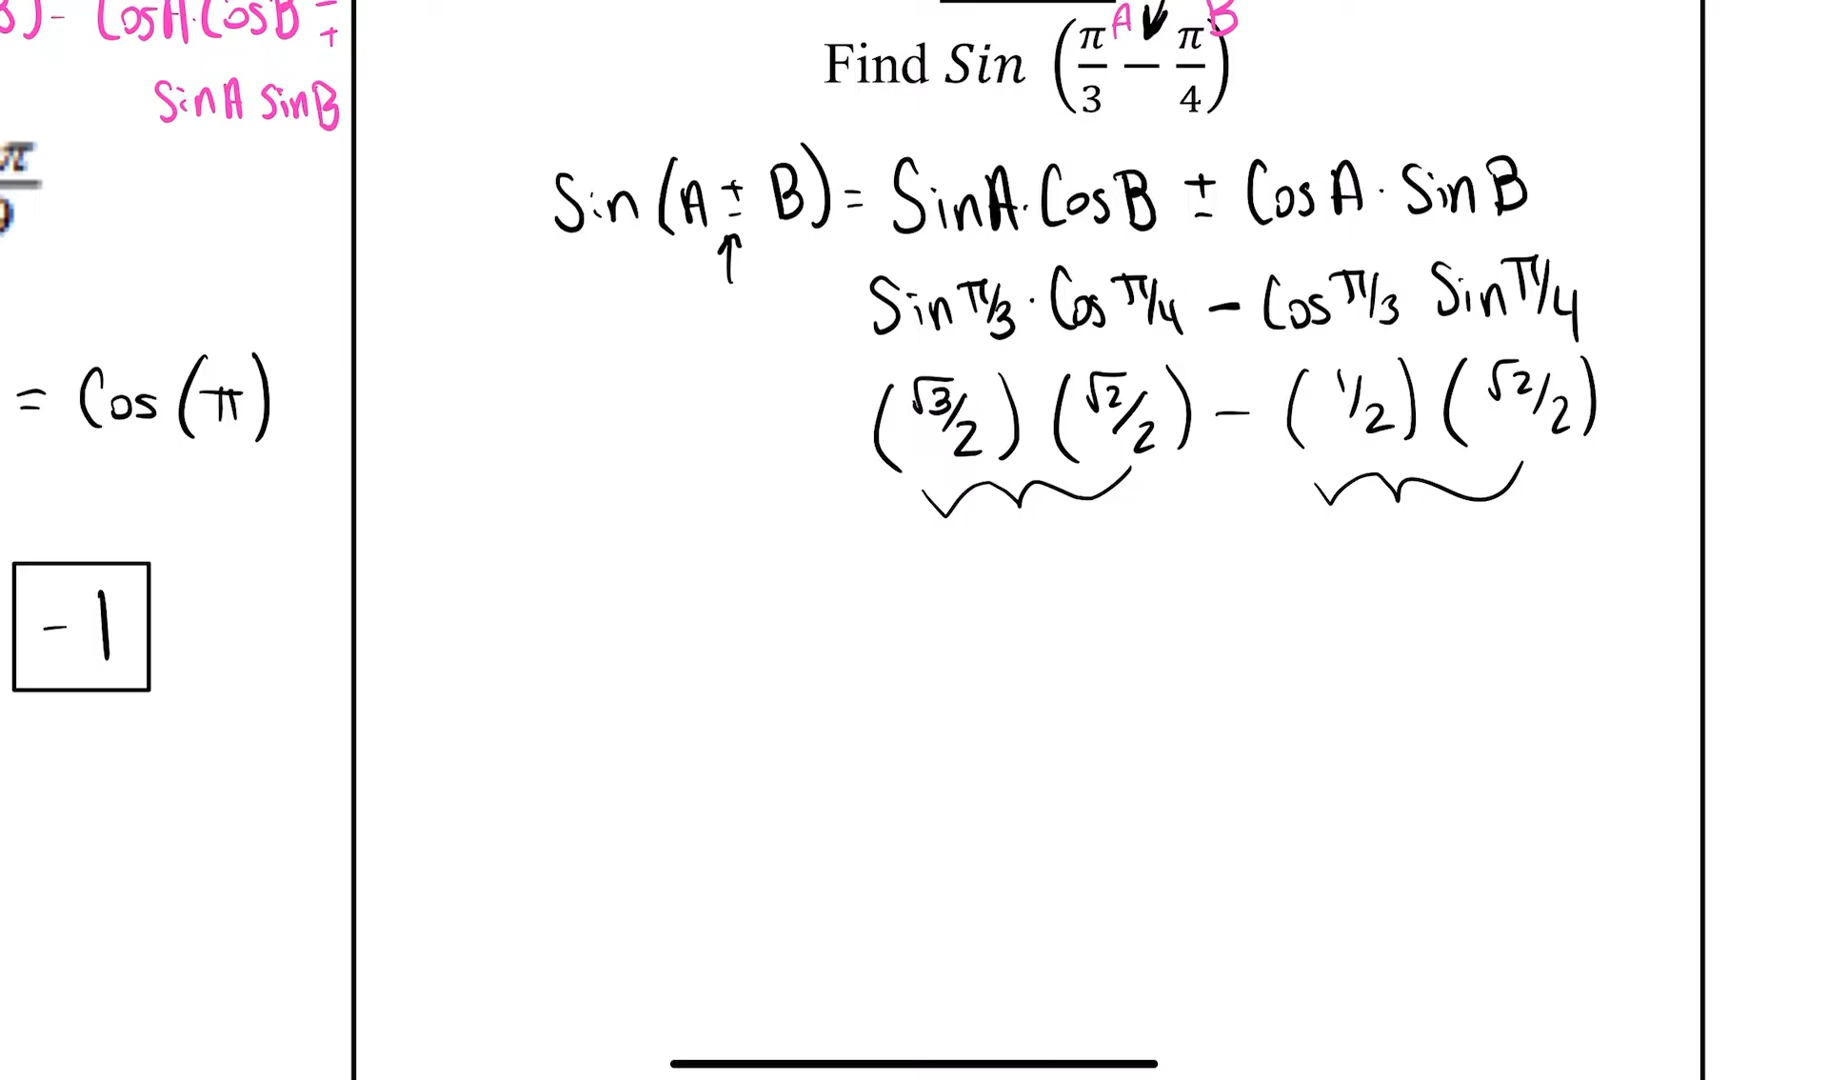 CosA·CosB ∓
SinA SinB
π
= Cos (π)
- 1
Find Sin (π/3 - π/4)
A B
Sin (A ± B) = SinA·CosB ± CosA·SinB
↑
Sin π/3 · Cos π/4 - Cos π/3 Sin π/4
(√3/2) (√2/2) - (1/2) (√2/2)